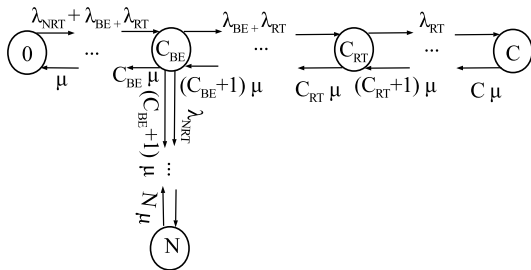 λNRT + λBE + λRT ... λBE + λRT ... λRT ...
0 CBE CRT C
μ CBE μ (CBE+1) μ CRT μ (CRT+1) μ C μ
(CBE+1) μ λNRT
...
N μ
N